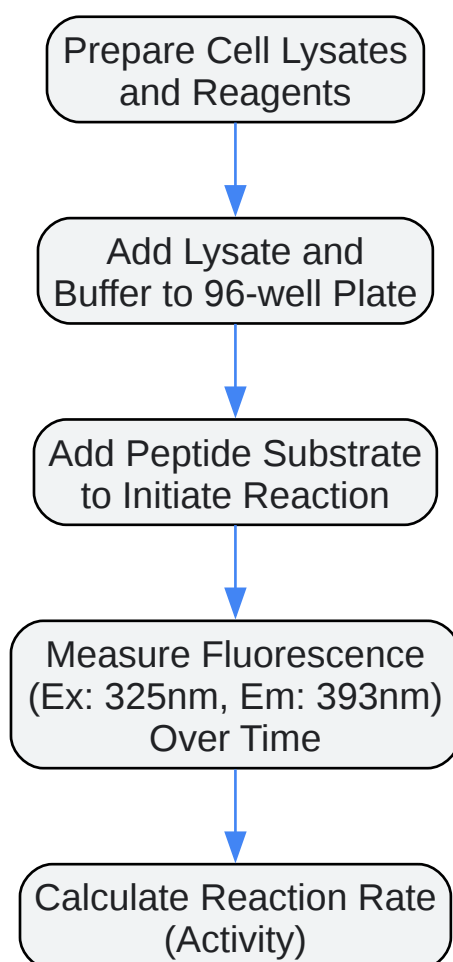 Prepare Cell Lysates
and Reagents
Add Lysate and
Buffer to 96-well Plate
Add Peptide Substrate
to Initiate Reaction
Measure Fluorescence
(Ex: 325nm, Em: 393nm)
Over Time
Calculate Reaction Rate
(Activity)